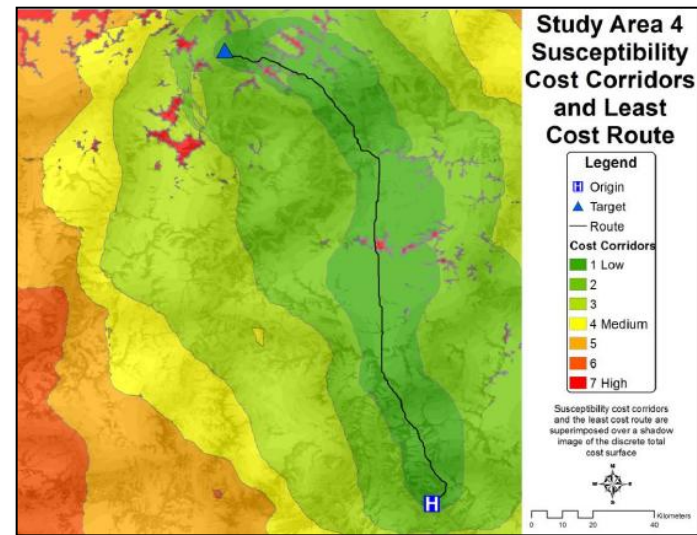 Study Area 4
Susceptibility
Cost Corridors
and Least
Cost Route
Legend
H Origin
Target
Route
Cost Corridors
1 Low
2
3
4 Medium
5
6
7 High
Susceptibility cost corridors
and the least cost route are
superimposed over a shadow
image of the discrete total
cost surface
Kilometers
0 5 10 20 40
H